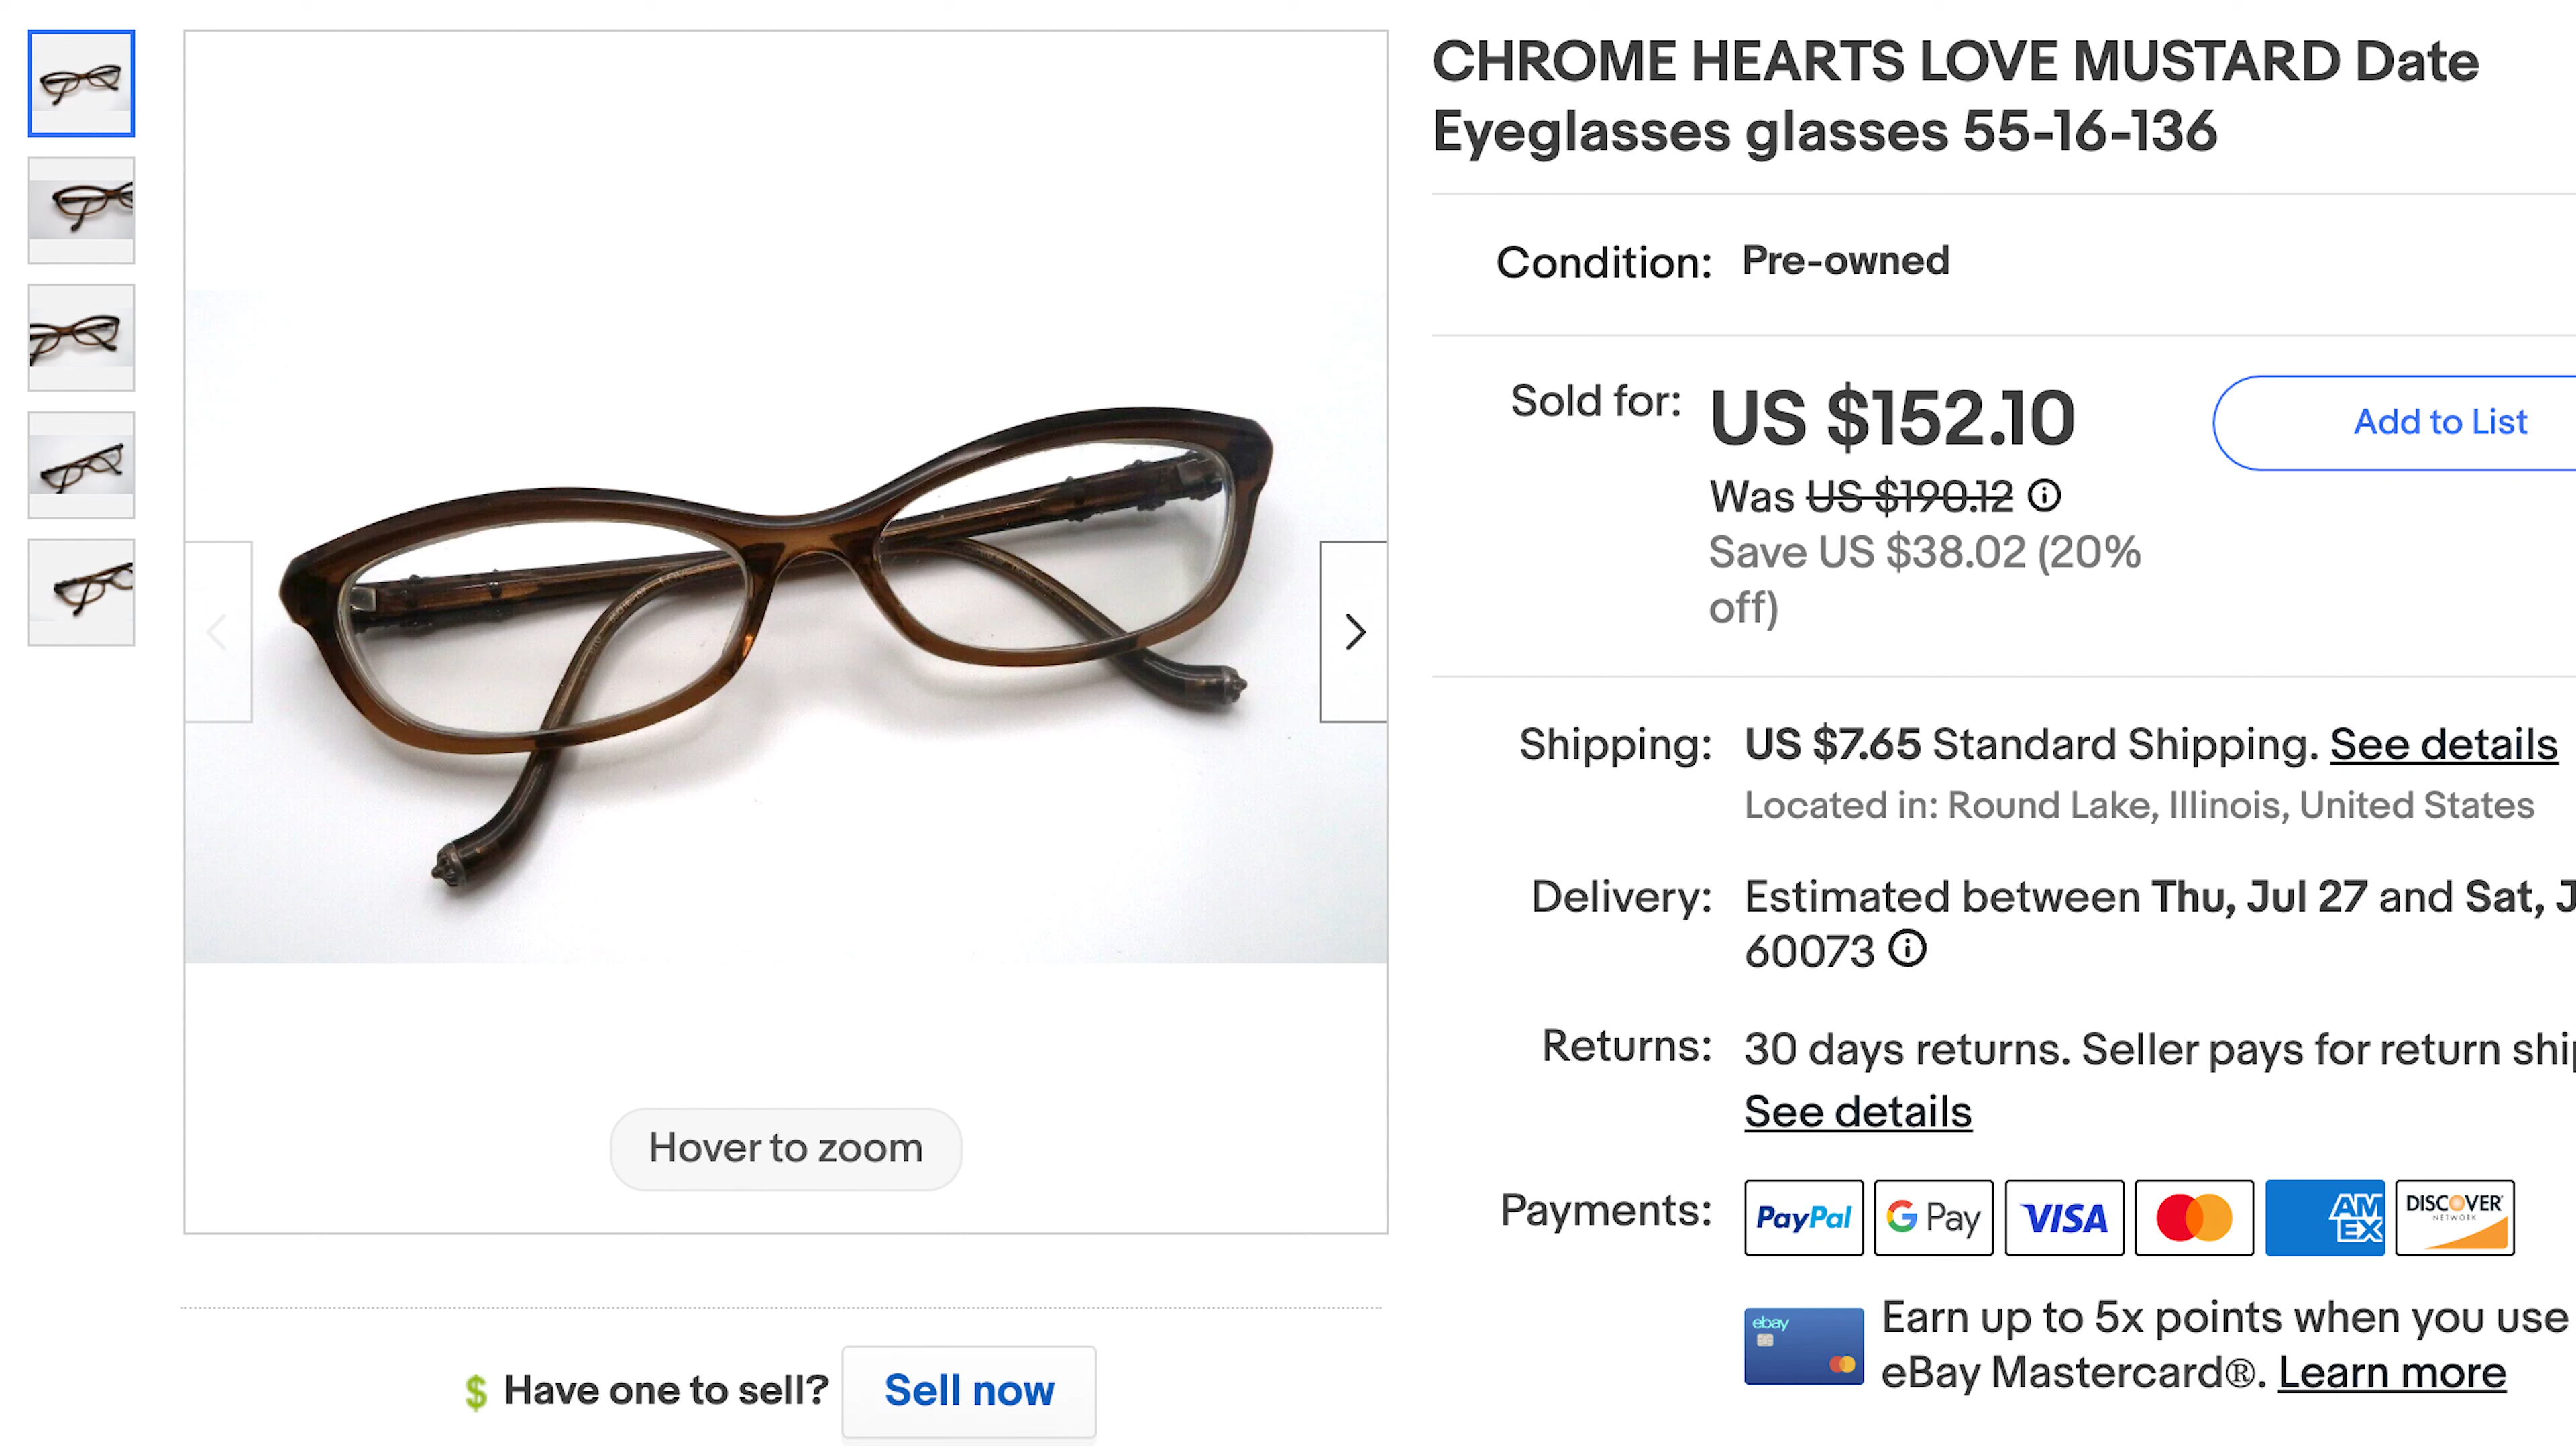 CHROME HEARTS LOVE MUSTARD Date
Eyeglasses glasses 55-16-136
Condition: Pre-owned
Sold for: US $152.10
Add to List
Was US $190.12
Save US $38.02 (20%
off)
Shipping: US $7.65 Standard Shipping. See details
Located in: Round Lake, Illinois, United States
Delivery: Estimated between Thu, Jul 27 and Sat, J
60073
Returns: 30 days returns. Seller pays for return ship
See details
Payments: PayPal G Pay VISA AM EX DISCOVER NETWORK
ebay
Earn up to 5x points when you use
eBay Mastercard®. Learn more
Hover to zoom
$ Have one to sell? Sell now